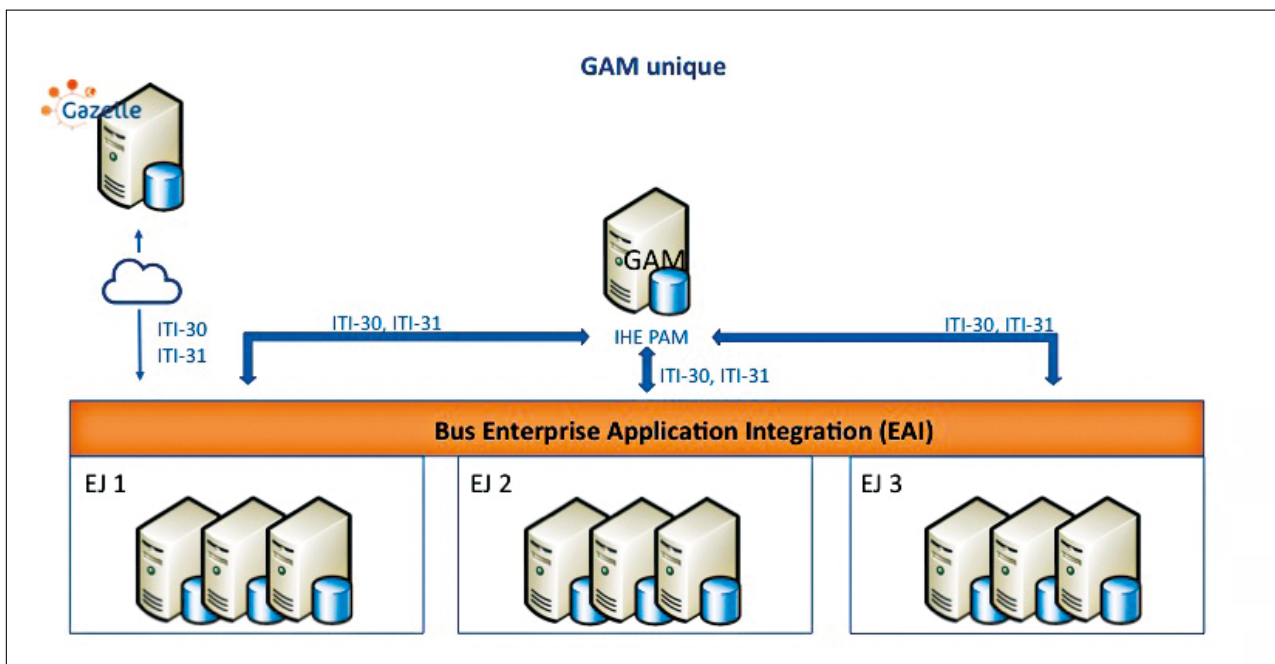 GAM unique
Gazelle
GAM
IHE PAM
ITI-30
ITI-31
ITI-30, ITI-31
ITI-30, ITI-31
ITI-30, ITI-31
Bus Enterprise Application Integration (EAI)
EJ 1
EJ 2
EJ 3